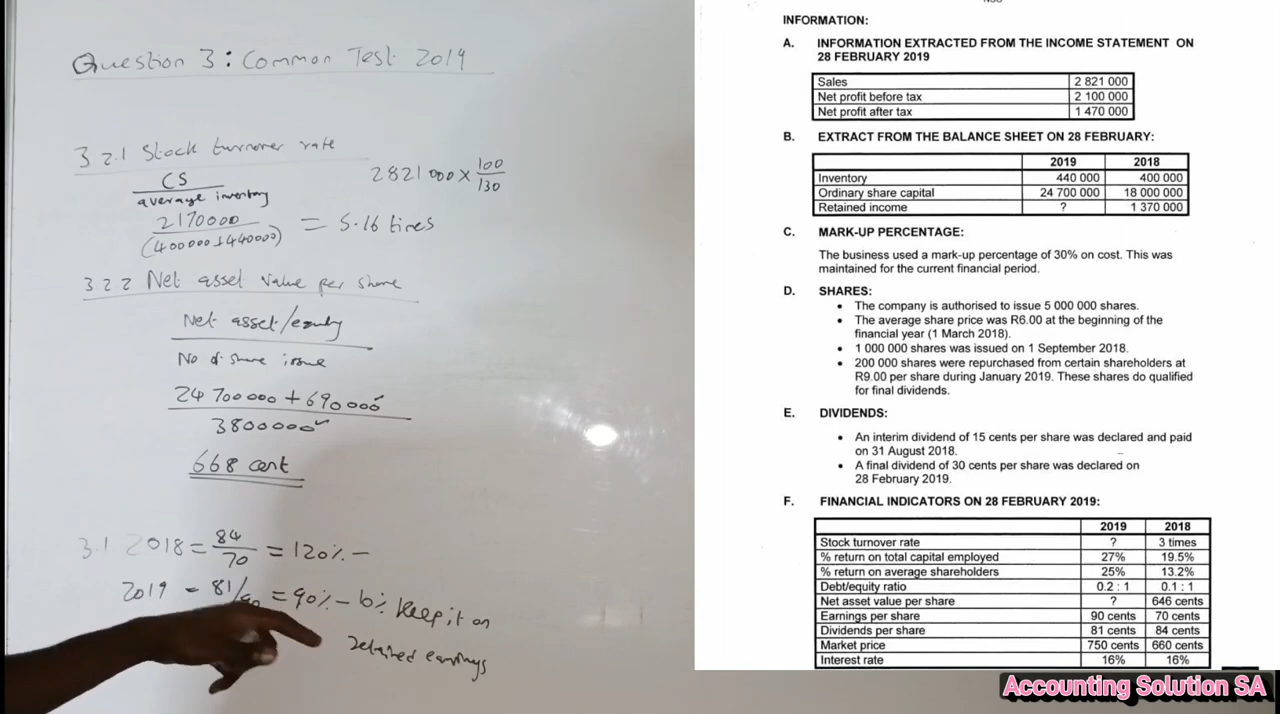 Question 3: Common Test 2019
3.2.1 Stock turnover rate
CS
average inventory
2821 000 × 100
130
2170000
(400000+440000)
= 5.16 times
3.2.2 Net asset value per share
Net asset/equity
No of share issue
24 700000 + 690000
3800000
668 cent
3.1 2018 = 84
70
= 120% –
2019 = 81/
= 90% – 10% keep it on
retained earnings
INFORMATION:
A. INFORMATION EXTRACTED FROM THE INCOME STATEMENT ON
28 FEBRUARY 2019
Sales 2 821 000
Net profit before tax 2 100 000
Net profit after tax 1 470 000
B. EXTRACT FROM THE BALANCE SHEET ON 28 FEBRUARY:
2019 2018
Inventory 440 000 400 000
Ordinary share capital 24 700 000 18 000 000
Retained income ? 1 370 000
C. MARK-UP PERCENTAGE:
The business used a mark-up percentage of 30% on cost. This was
maintained for the current financial period.
D. SHARES:
• The company is authorised to issue 5 000 000 shares.
• The average share price was R6.00 at the beginning of the
financial year (1 March 2018).
• 1 000 000 shares was issued on 1 September 2018.
• 200 000 shares were repurchased from certain shareholders at
R9.00 per share during January 2019. These shares do qualified
for final dividends.
E. DIVIDENDS:
• An interim dividend of 15 cents per share was declared and paid
on 31 August 2018.
• A final dividend of 30 cents per share was declared on
28 February 2019.
F. FINANCIAL INDICATORS ON 28 FEBRUARY 2019:
2019 2018
Stock turnover rate ? 3 times
% return on total capital employed 27% 19.5%
% return on average shareholders 25% 13.2%
Debt/equity ratio 0.2 : 1 0.1 : 1
Net asset value per share ? 646 cents
Earnings per share 90 cents 70 cents
Dividends per share 81 cents 84 cents
Market price 750 cents 660 cents
Interest rate 16% 16%
Accounting Solution SA